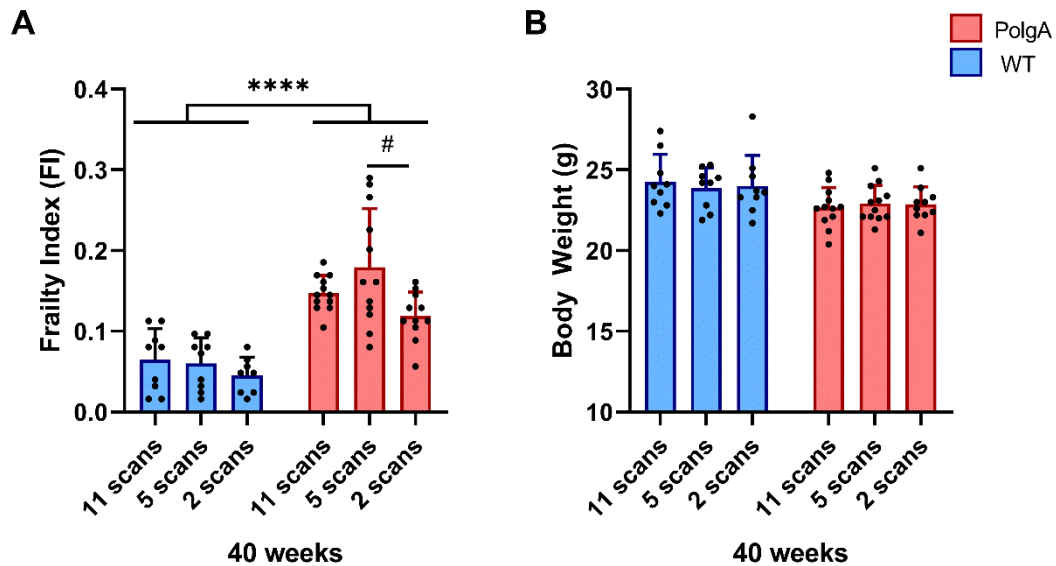 A
B
PolgA
WT
****
#
Frailty Index (FI)
0.4
0.3
0.2
0.1
0.0
11 scans
5 scans
2 scans
11 scans
5 scans
2 scans
40 weeks
Body Weight (g)
30
25
20
15
10
11 scans
5 scans
2 scans
11 scans
5 scans
2 scans
40 weeks